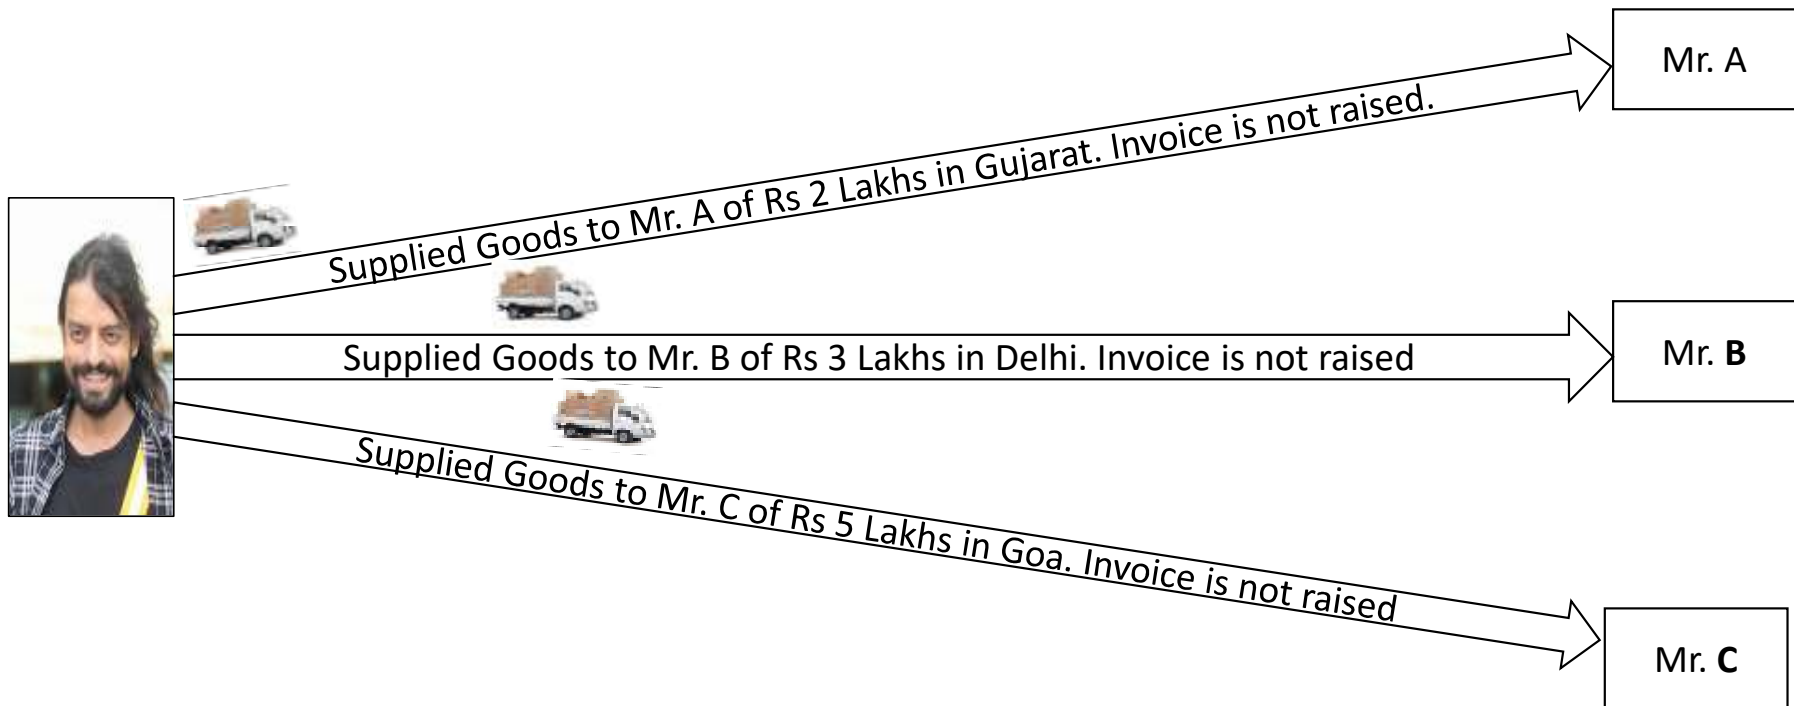 Mr. A
Supplied Goods to Mr. A of Rs 2 Lakhs in Gujarat. Invoice is not raised.
Supplied Goods to Mr. B of Rs 3 Lakhs in Delhi. Invoice is not raised
Mr. B
Supplied Goods to Mr. C of Rs 5 Lakhs in Goa. Invoice is not raised
Mr. C